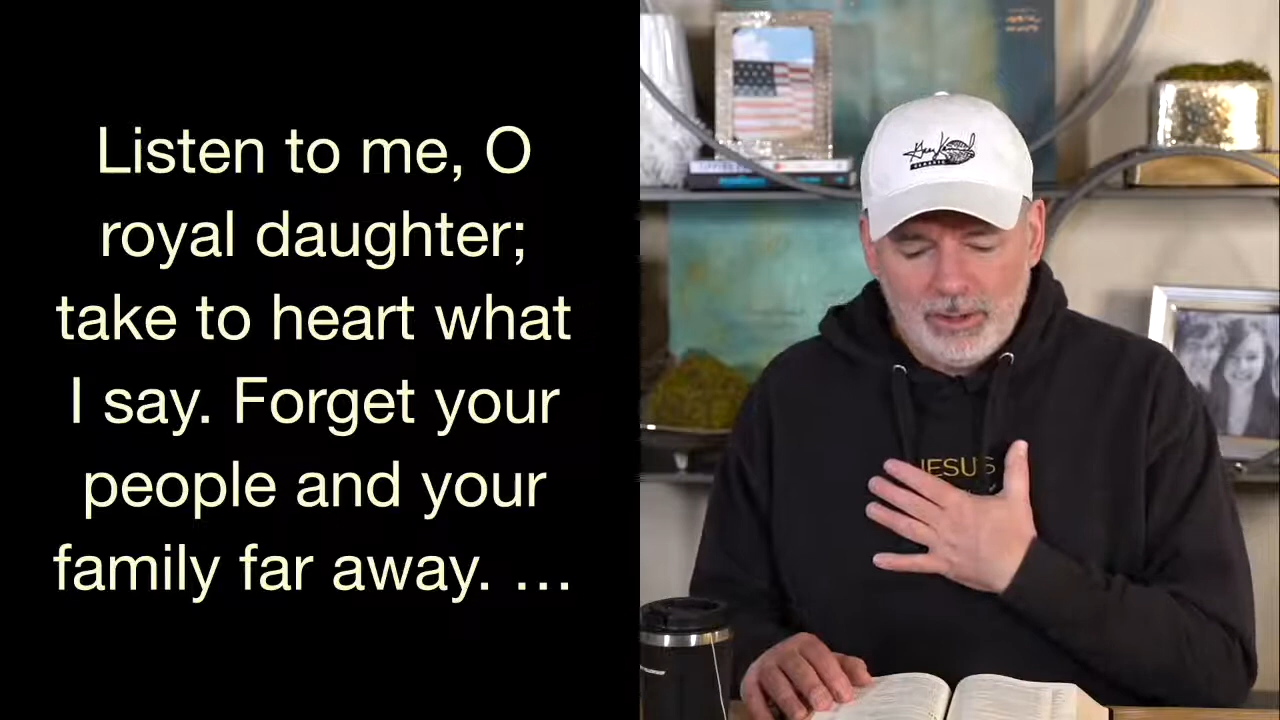 Listen to me, O
royal daughter;
take to heart what
I say. Forget your
people and your
family far away. …
JESUS
CLASSIC